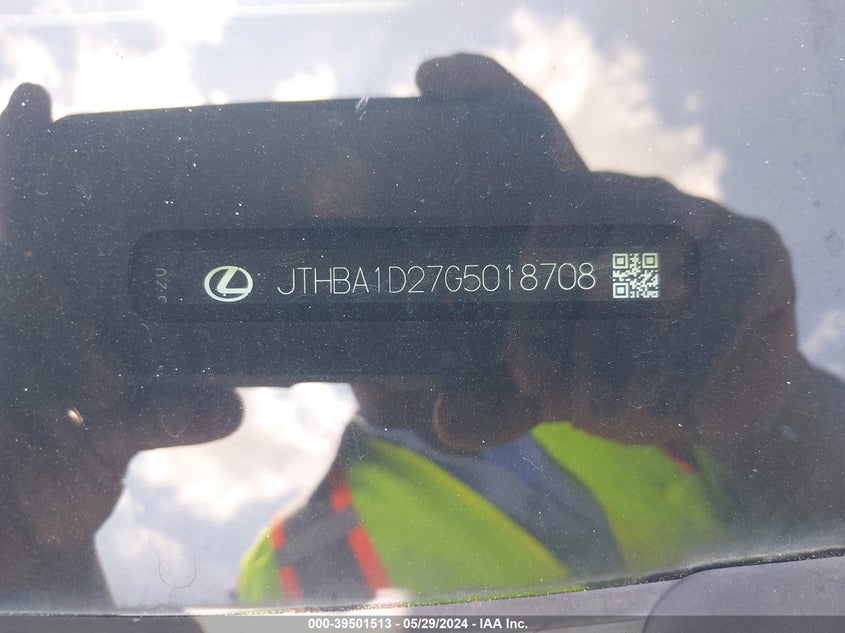 JTHBA1D27G5018708
000-39501513 - 05/29/2024 - IAA Inc.